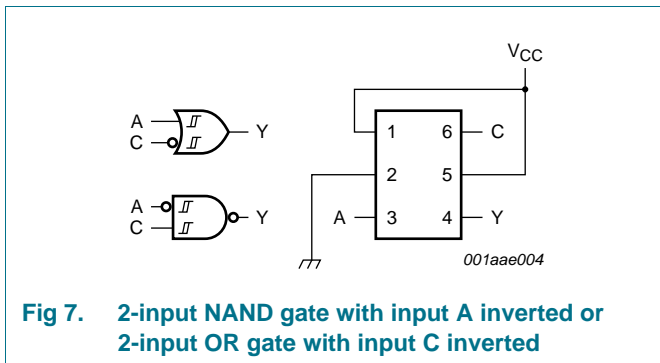 VCC
A
C
Y
A
C
Y
1 6 C
2 5
A 3 4 Y
001aae004
Fig 7. 2-input NAND gate with input A inverted or
2-input OR gate with input C inverted